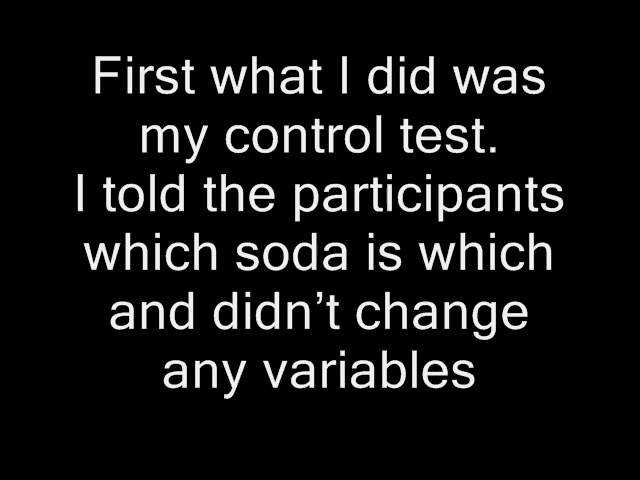 First what I did was
my control test.
I told the participants
which soda is which
and didn’t change
any variables